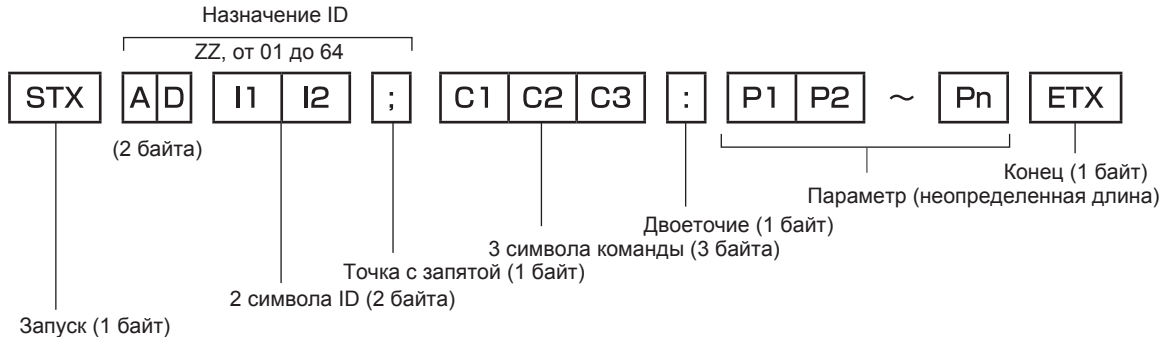 Назначение ID
ZZ, от 01 до 64
STX A D I1 I2 ; C1 C2 C3 : P1 P2 ~ Pn ETX
(2 байта)
Конец (1 байт)
Параметр (неопределенная длина)
Двоеточие (1 байт)
3 символа команды (3 байта)
Точка с запятой (1 байт)
2 символа ID (2 байта)
Запуск (1 байт)